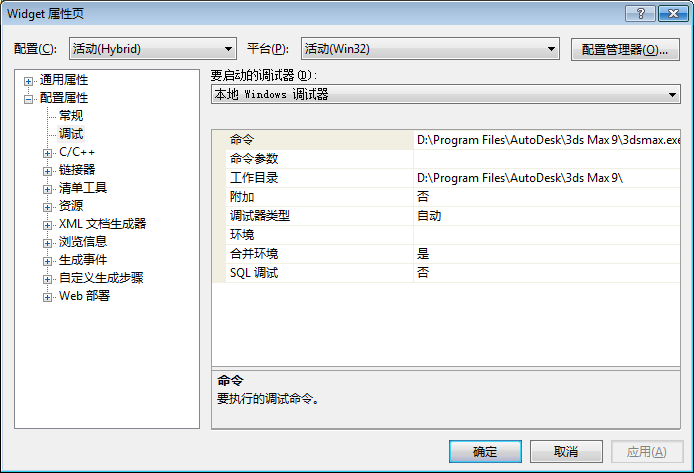 Widget 属性页
配置(C): 活动(Hybrid) 平台(P): 活动(Win32) 配置管理器(O)...
通用属性
配置属性
常规
调试
C/C++
链接器
清单工具
资源
XML 文档生成器
浏览信息
生成事件
自定义生成步骤
Web 部署
要启动的调试器(D):
本地 Windows 调试器
命令 D:\Program Files\AutoDesk\3ds Max 9\3dsmax.exe
命令参数
工作目录 D:\Program Files\AutoDesk\3ds Max 9\
附加 否
调试器类型 自动
环境
合并环境 是
SQL 调试 否
命令
要执行的调试命令。
确定 取消 应用(A)